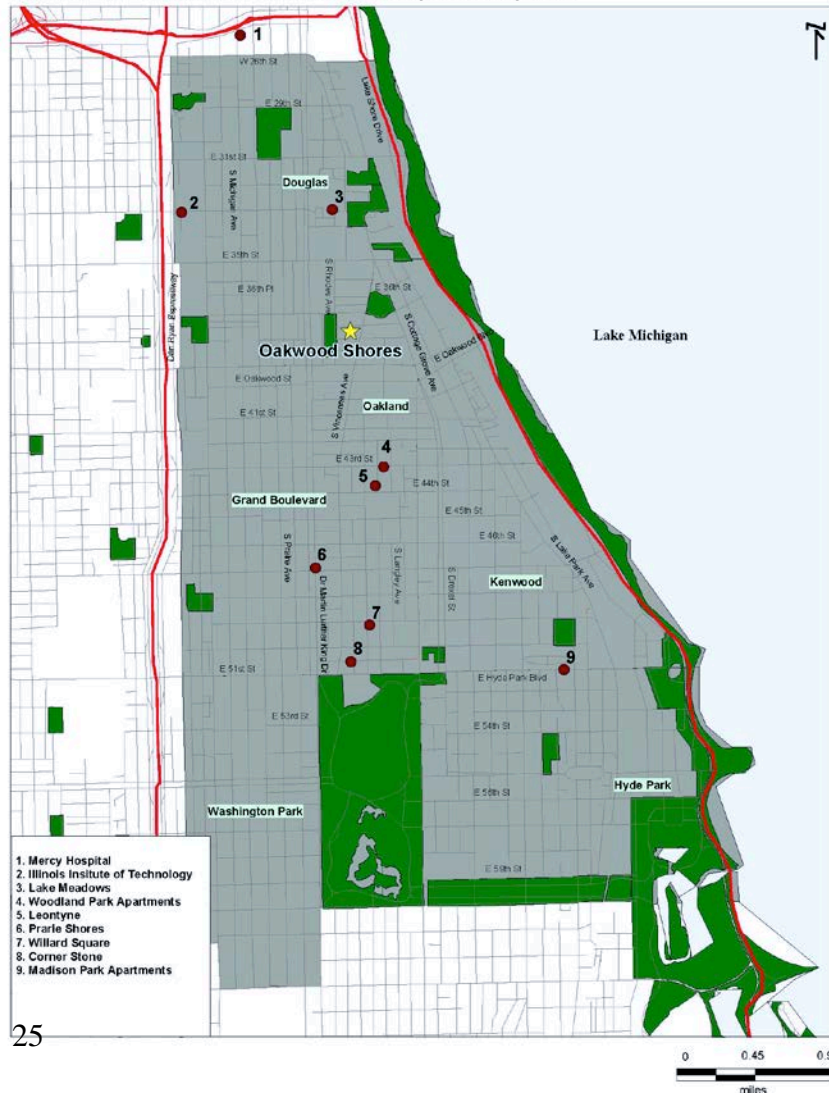 1
W 26th St
Lake Shore Drive
E 29th St
E 31st St
Douglas
S Michigan Ave
2
3
E 35th St
S Rhodes Ave
E 36th Pl
E 36th St
Dan Ryan Expressway
S Cottage Grove Ave
E Oakwood Blvd
Lake Michigan
Oakwood Shores
E Oakwood St
S Vincennes Ave
Oakland
E 41st St
4
E 43rd St
5
E 44th St
Grand Boulevard
E 45th St
E 46th St
S Lake Park Ave
S Prairie Ave
6
S Langley Ave
Kenwood
S Drexel St
Dr Martin Luther King Dr
7
8
9
E 51st St
E Hyde Park Blvd
E 53rd St
E 54th St
Hyde Park
E 56th St
Washington Park
E 59th St
1. Mercy Hospital
2. Illinois Insitute of Technology
3. Lake Meadows
4. Woodland Park Apartments
5. Leontyne
6. Prarie Shores
7. Willard Square
8. Corner Stone
9. Madison Park Apartments
25
0 0.45
miles